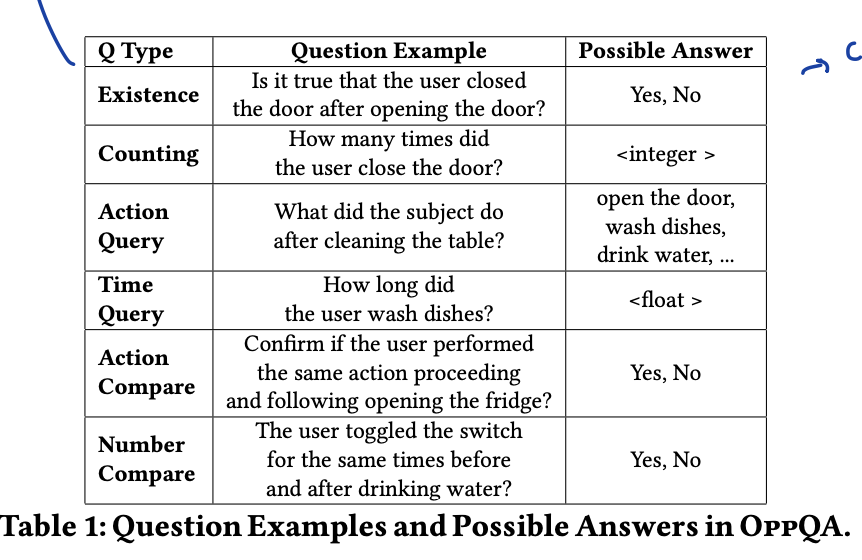 Q Type Question Example Possible Answer
Existence Is it true that the user closed
the door after opening the door? Yes, No
Counting How many times did
the user close the door? <integer >
Action
Query What did the subject do
after cleaning the table? open the door,
wash dishes,
drink water, ...
Time
Query How long did
the user wash dishes? <float >
Action
Compare Confirm if the user performed
the same action proceeding
and following opening the fridge? Yes, No
Number
Compare The user toggled the switch
for the same times before
and after drinking water? Yes, No
Table 1: Question Examples and Possible Answers in OppQA.